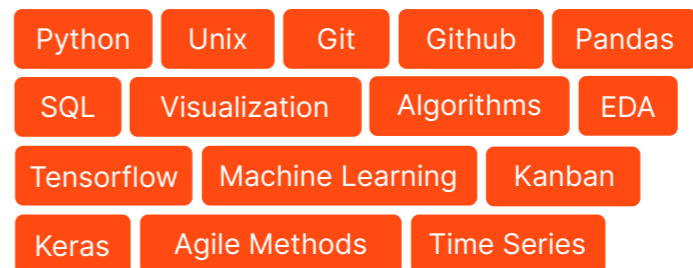 Python Unix Git Github Pandas
SQL Visualization Algorithms EDA
Tensorflow Machine Learning Kanban
Keras Agile Methods Time Series